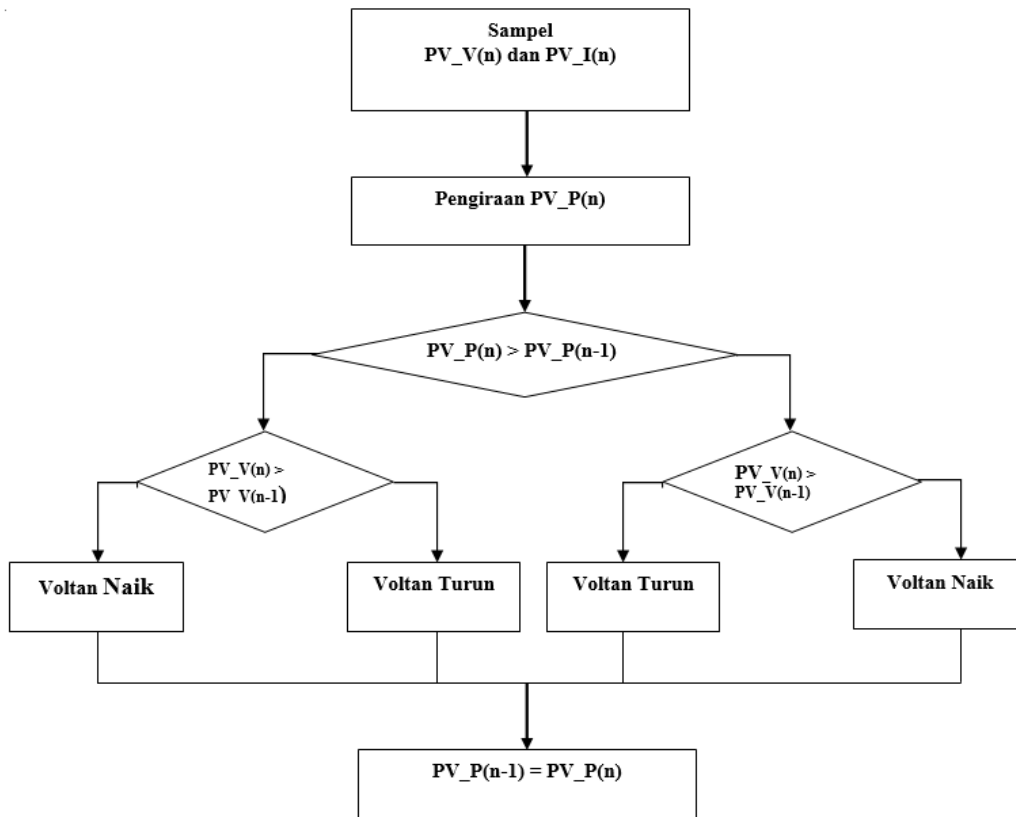 Sampel
PV_V(n) dan PV_I(n)
Pengiraan PV_P(n)
PV_P(n) > PV_P(n-1)
PV_V(n) >
PV_V(n-1)
PV_V(n) >
PV_V(n-1)
Voltan Naik
Voltan Turun
Voltan Turun
Voltan Naik
PV_P(n-1) = PV_P(n)